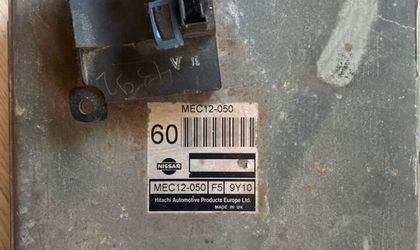 MEC12-050
60
NISSAN
MEC12-050 F5 9Y10
Hitachi Automotive Products Europe Ltd.
MADE IN UK